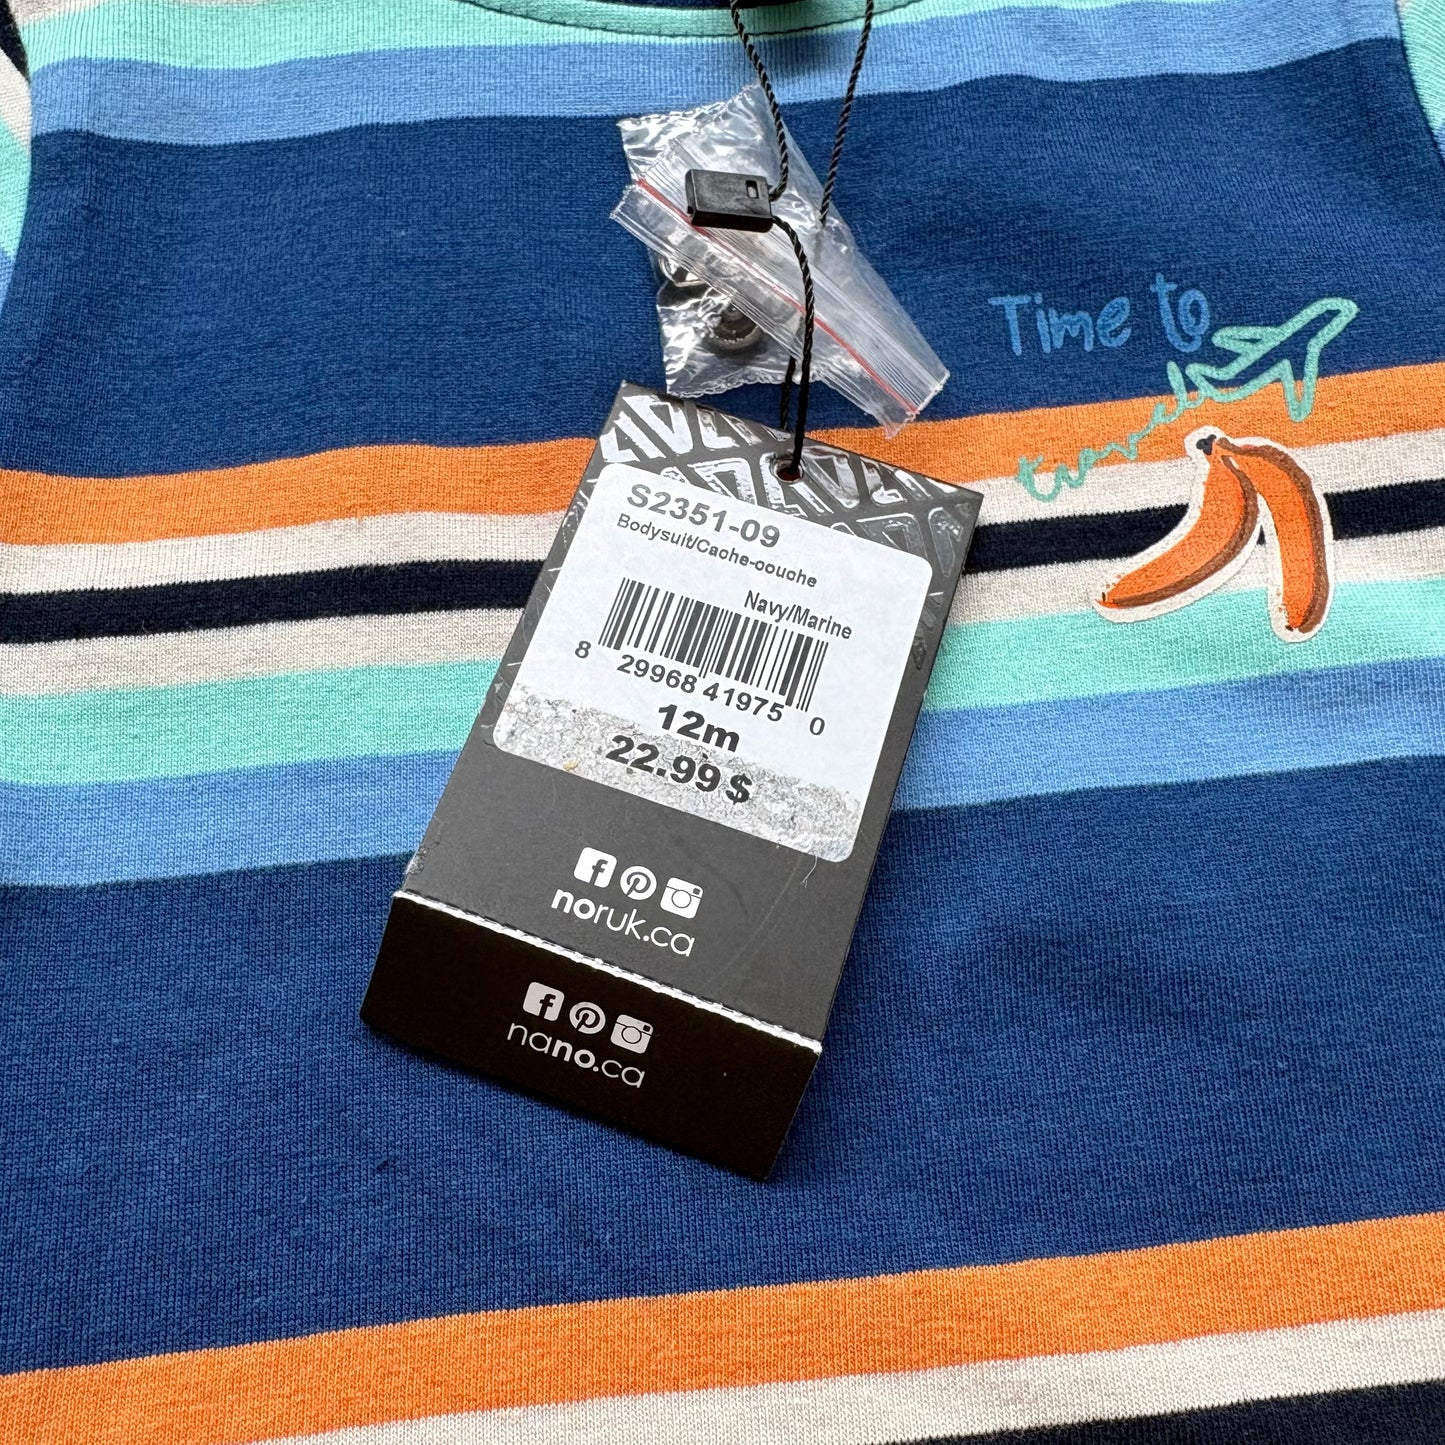 Time to
travel
S2351-09
Bodysuit/Cache-couche
Navy/Marine
8 29968 41975 0
12m
22.99 $
noruk.ca
nano.ca